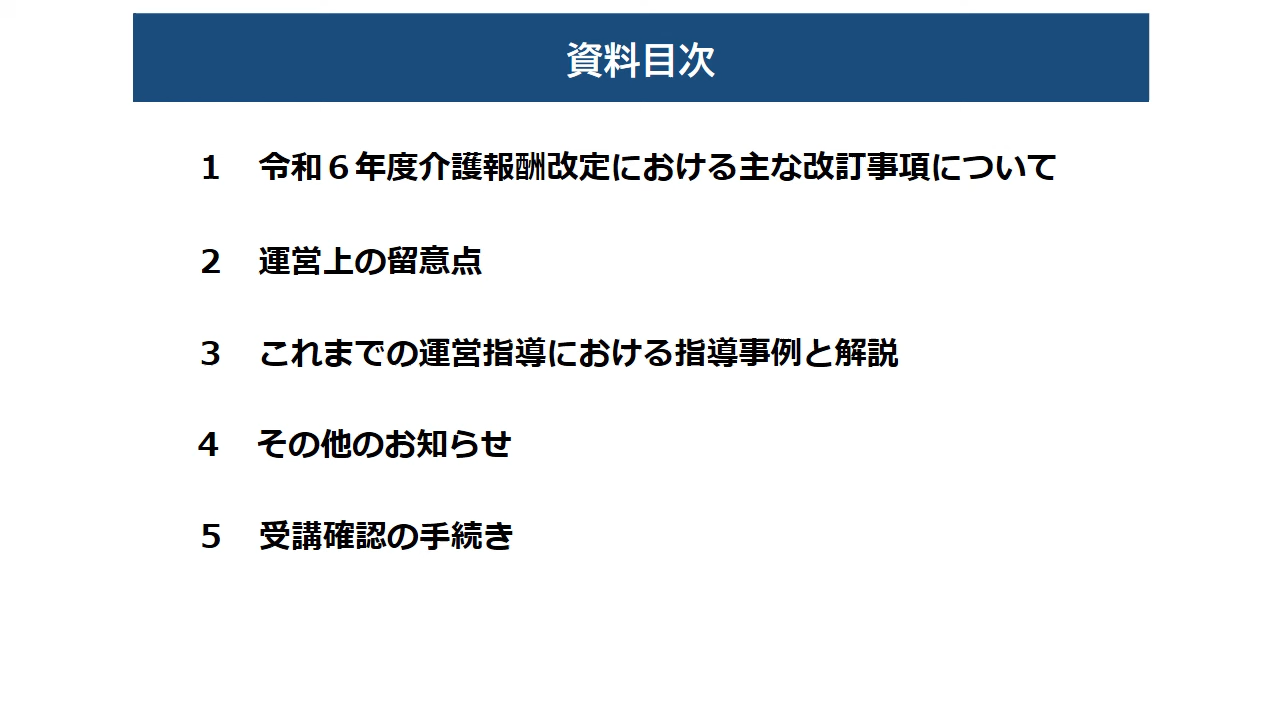 資料目次
1　令和６年度介護報酬改定における主な改訂事項について
2　運営上の留意点
3　これまでの運営指導における指導事例と解説
4　その他のお知らせ
5　受講確認の手続き